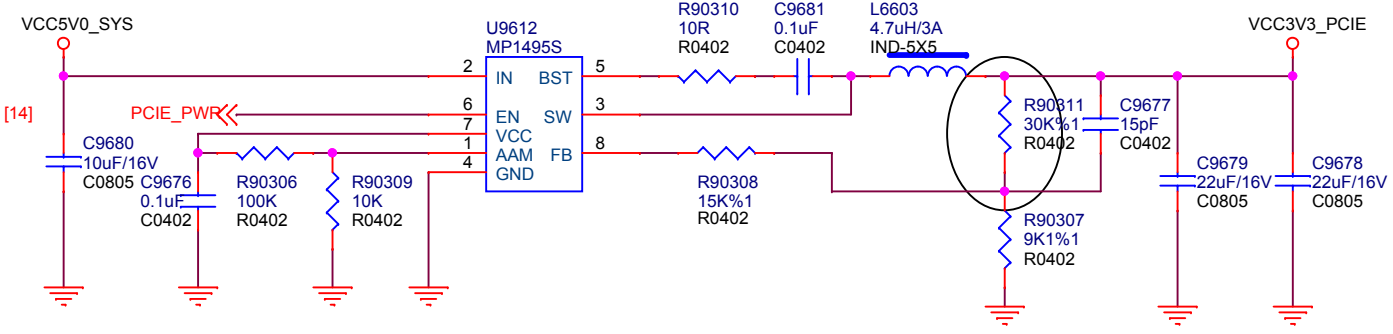 VCC5V0_SYS
[14]
PCIE_PWR
C9680
10uF/16V
C0805
C9676
0.1uF
C0402
R90306
100K
R0402
R90309
10K
R0402
U9612
MP1495S
2
IN
BST
5
6
EN
SW
3
7
VCC
1
AAM
FB
8
4
GND
R90310
10R
R0402
C9681
0.1uF
C0402
L6603
4.7uH/3A
IND-5X5
R90308
15K%1
R0402
R90311
30K%1
R0402
C9677
15pF
C0402
R90307
9K1%1
R0402
C9679
22uF/16V
C0805
VCC3V3_PCIE
C9678
22uF/16V
C0805